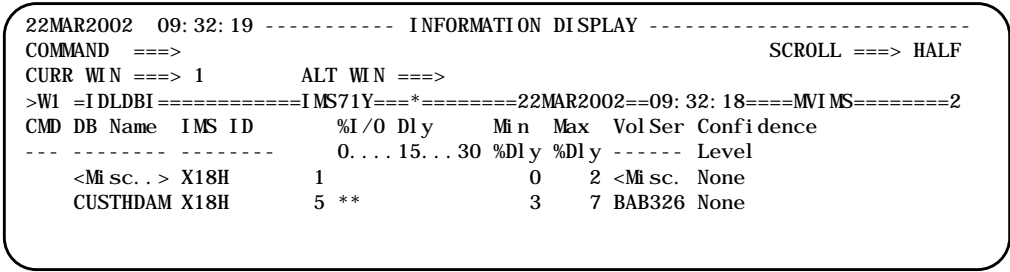 22MAR2002  09:32:19 ----------- INFORMATION DISPLAY ---------------------------
COMMAND  ===>                                                 SCROLL ===> HALF
CURR WIN ===> 1         ALT WIN ===>
>W1 =IDLDBI============IMS71Y===*========22MAR2002==09:32:18====MVIMS========2
CMD DB Name  IMS ID         %I/O Dly      Min  Max  VolSer Confidence
--- -------- --------       0....15...30 %Dly %Dly ------ Level
    <Misc..> X18H         1                 0    2 <Misc. None
    CUSTHDAM X18H         5 **              3    7 BAB326 None